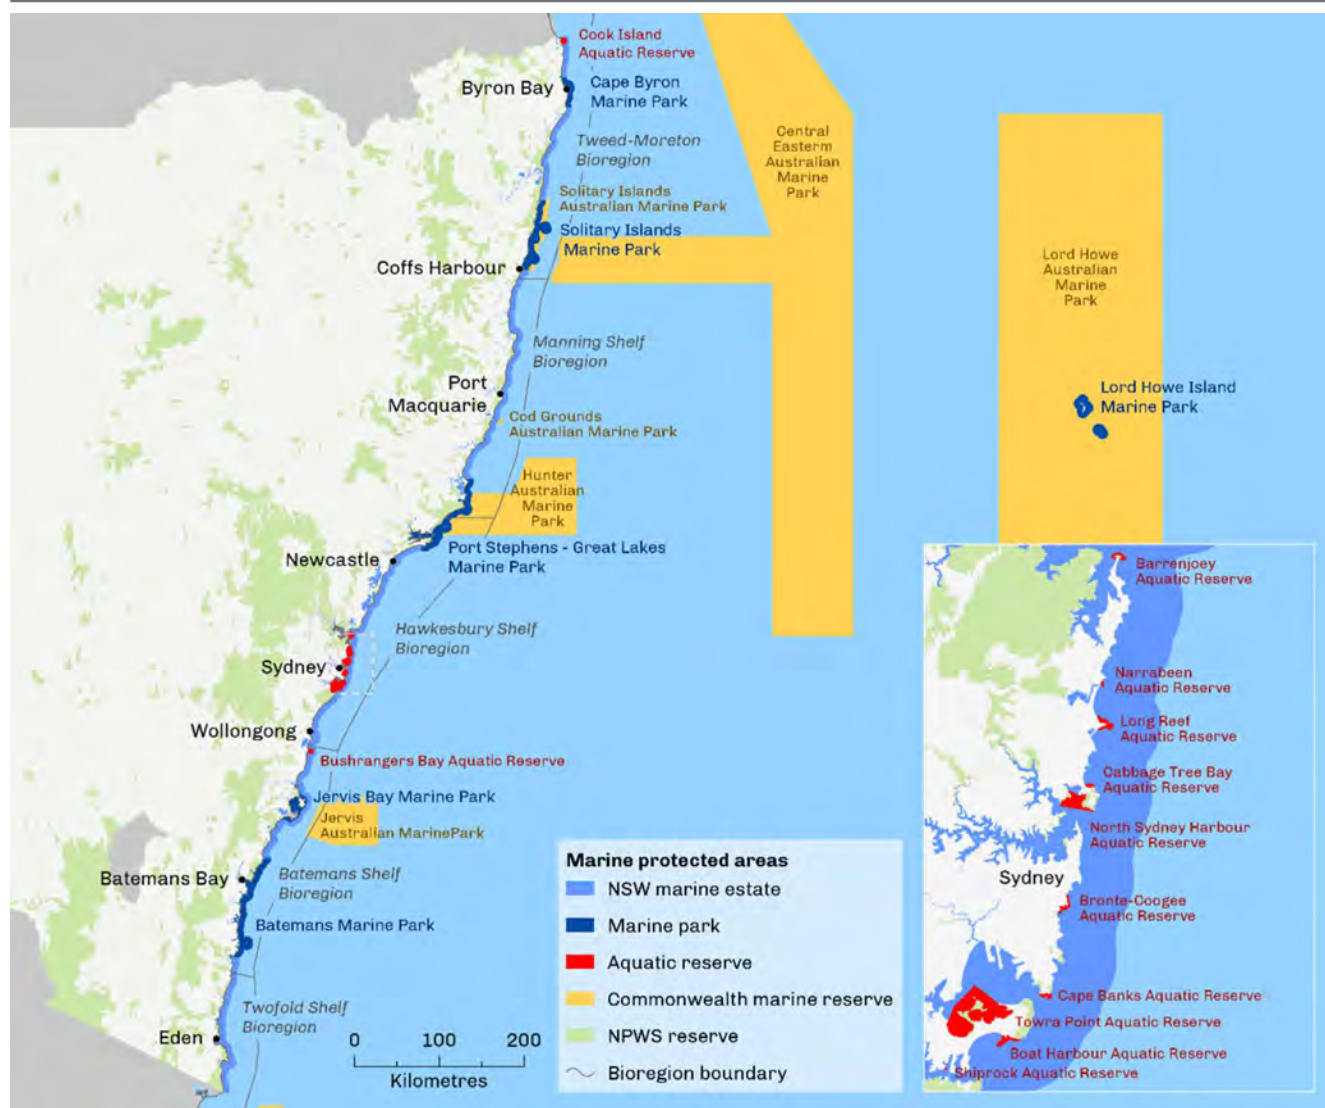 Cook Island
Aquatic Reserve
Byron Bay
Cape Byron
Marine Park
Tweed-Moreton
Bioregion
Central
Easterm
Australian
Marine
Park
Solitary Islands
Australian Marine Park
Solitary Islands
Marine Park
Coffs Harbour
Lord Howe
Australian
Marine
Park
Manning Shelf
Bioregion
Port
Macquarie
Lord Howe Island
Marine Park
Cod Grounds
Australian Marine Park
Hunter
Australian
Marine
Park
Newcastle
Port Stephens - Great Lakes
Marine Park
Hawkesbury Shelf
Bioregion
Sydney
Wollongong
Bushrangers Bay Aquatic Reserve
Jervis Bay Marine Park
Jervis
Australian MarinePark
Batemans Shelf
Bioregion
Batemans Bay
Batemans Marine Park
Twofold Shelf
Bioregion
Eden
0 100 200
Kilometres
Marine protected areas
NSW marine estate
Marine park
Aquatic reserve
Commonwealth marine reserve
NPWS reserve
Bioregion boundary
Barrenjoey
Aquatic Reserve
Narrabeen
Aquatic Reserve
Long Reef
Aquatic Reserve
Cabbage Tree Bay
Aquatic Reserve
North Sydney Harbour
Aquatic Reserve
Sydney
Bronte-Coogee
Aquatic Reserve
Cape Banks Aquatic Reserve
Towra Point Aquatic Reserve
Boat Harbour Aquatic Reserve
Shiprock Aquatic Reserve